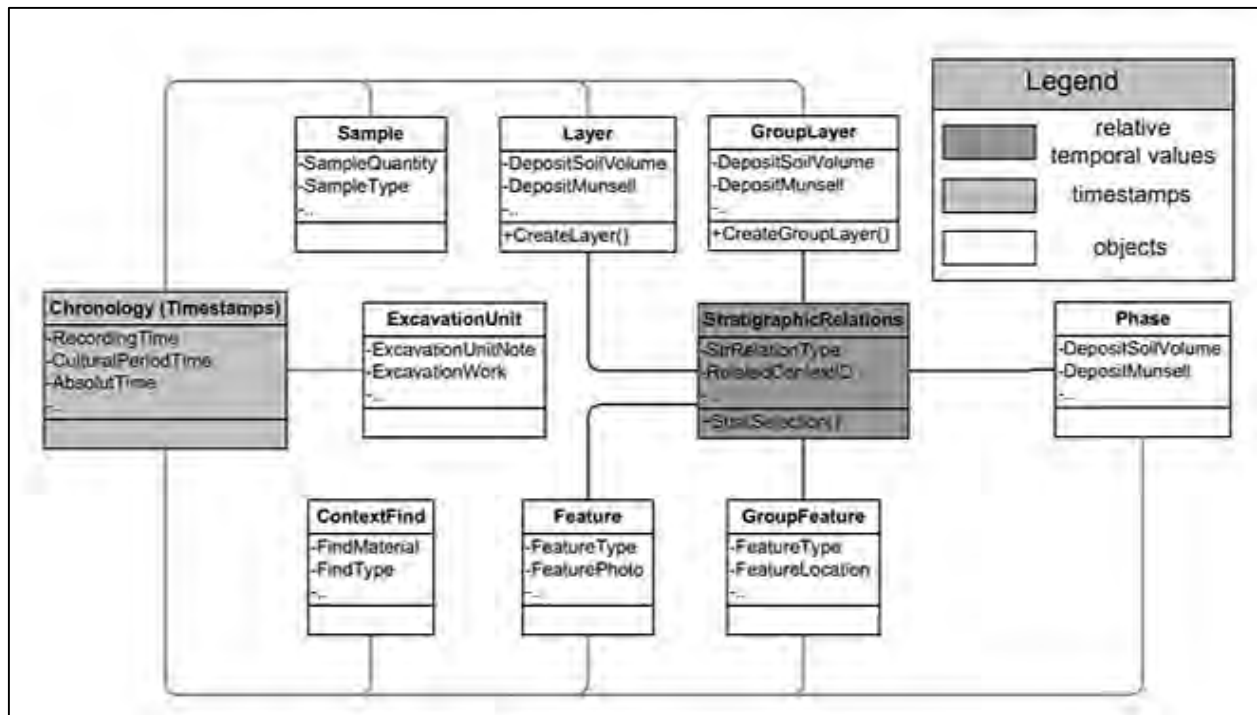 Legend
relative
temporal values
timestamps
objects
Sample
-SampleQuantity
-SampleType
-..
Layer
-DepositSoilVolume
-DepositMunsell
-..
+CreateLayer()
GroupLayer
-DepositSoilVolume
-DepositMunsell
-..
+CreateGroupLayer()
Chronology (Timestamps)
-RecordingTime
-CulturalPeriodTime
-AbsolutTime
-..
ExcavationUnit
-ExcavationUnitNote
-ExcavationWork
-...
StratigraphicRelations
-StrRelationType
-RelatedContextID
-..
+StratSelection()
Phase
-DepositSoilVolume
-DepositMunsell
-...
ContextFind
-FindMaterial
-FindType
-...
Feature
-FeatureType
-FeaturePhoto
-..
GroupFeature
-FeatureType
-FeatureLocation
-...